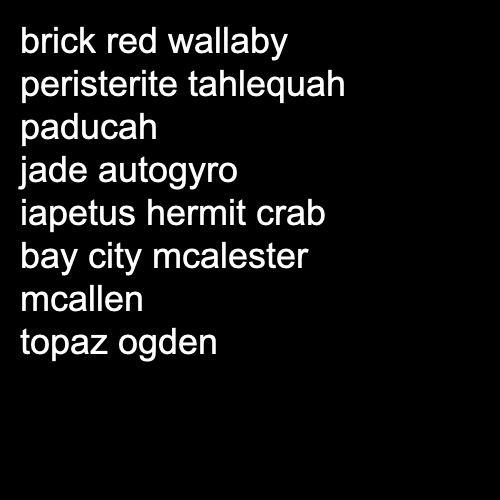 brick red wallaby
peristerite tahlequah
paducah
jade autogyro
iapetus hermit crab
bay city mcalester
mcallen
topaz ogden